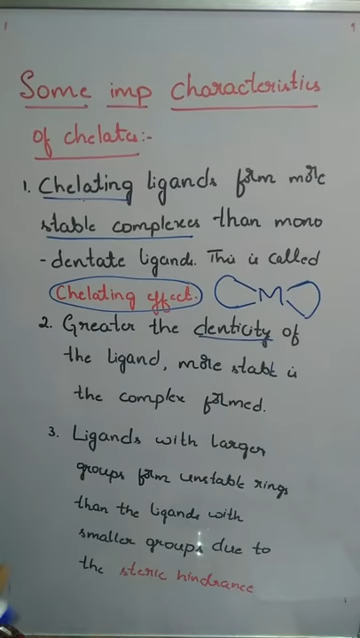 Some imp characteristics
of chelates:-
1. Chelating ligands form more
stable complexes than mono
-dentate ligands. This is called
Chelating effect. M
2. Greater the denticity of
the ligand, more stable is
the complex formed.
3. Ligands with larger
groups form unstable rings
than the ligands with
smaller groups due to
the steric hindrance